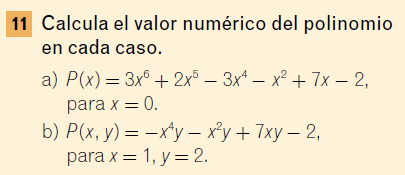 11 Calcula el valor numérico del polinomio
en cada caso.
a) P(x) = 3x⁶ + 2x⁵ – 3x⁴ – x² + 7x – 2,
para x = 0.
b) P(x, y) = –x⁴y – x²y + 7xy – 2,
para x = 1, y = 2.